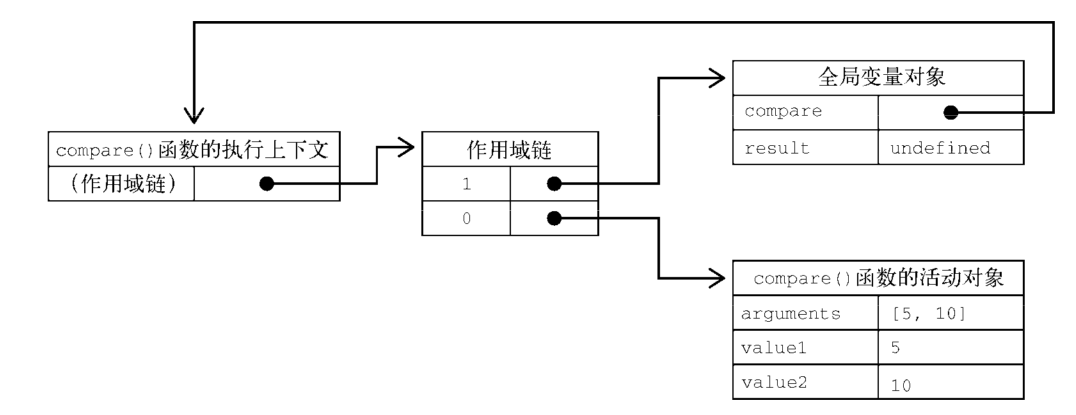 全局变量对象
compare
result undefined
compare()函数的执行上下文
(作用域链)
作用域链
1
0
compare()函数的活动对象
arguments [5, 10]
value1 5
value2 10